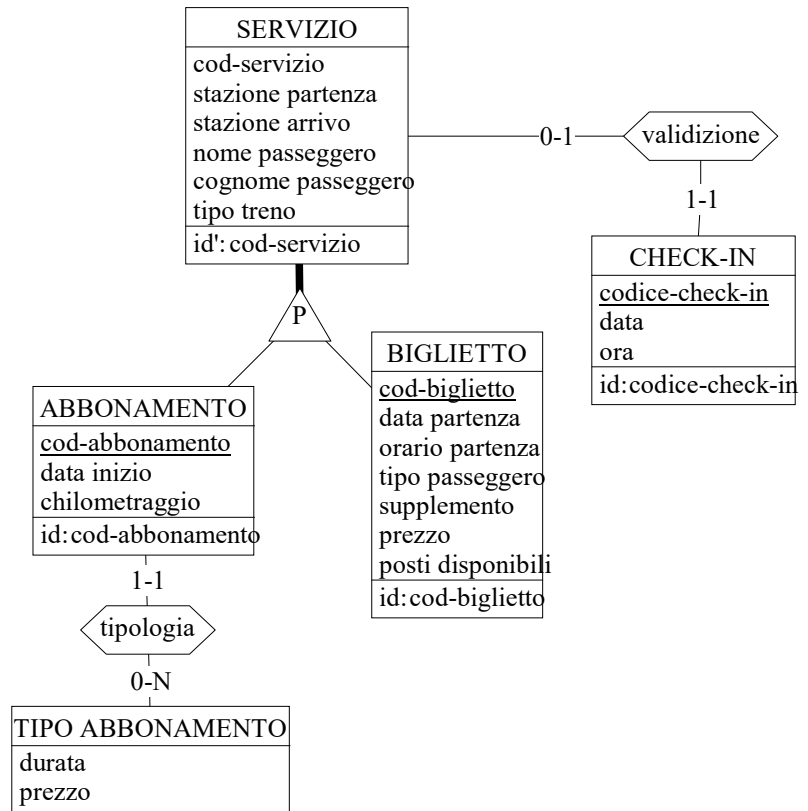 SERVIZIO
cod-servizio
stazione partenza
stazione arrivo
nome passeggero
cognome passeggero
tipo treno
id': cod-servizio
0-1
validizione
1-1
CHECK-IN
codice-check-in
data
ora
id:codice-check-in
P
ABBONAMENTO
cod-abbonamento
data inizio
chilometraggio
id:cod-abbonamento
BIGLIETTO
cod-biglietto
data partenza
orario partenza
tipo passeggero
supplemento
prezzo
posti disponibili
id:cod-biglietto
1-1
tipologia
0-N
TIPO ABBONAMENTO
durata
prezzo